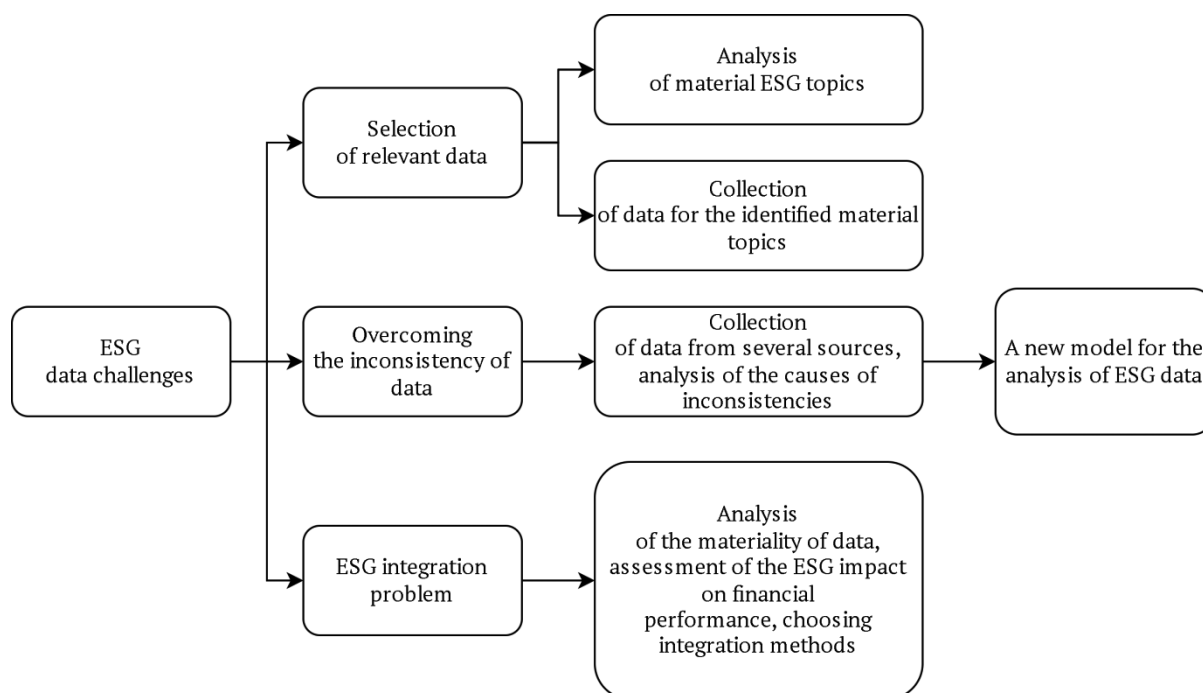 ESG
data challenges
Selection
of relevant data
Analysis
of material ESG topics
Collection
of data for the identified material
topics
Overcoming
the inconsistency of
data
Collection
of data from several sources,
analysis of the causes of
inconsistencies
A new model for the
analysis of ESG data
ESG integration
problem
Analysis
of the materiality of data,
assessment of the ESG impact
on financial
performance, choosing
integration methods